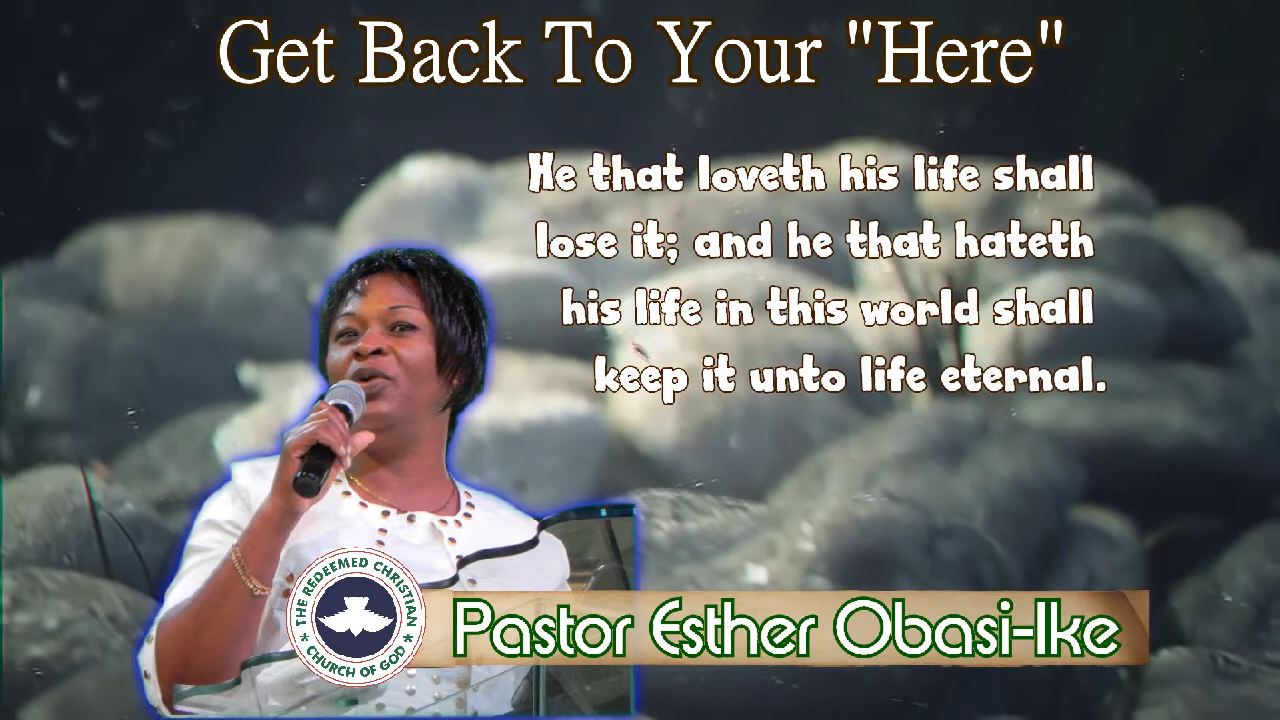 Get Back To Your "Here"
He that loveth his life shall
lose it; and he that hateth
his life in this world shall
keep it unto life eternal.
THE REDEEMED CHRISTIAN
* CHURCH OF GOD *
Pastor Esther Obasi-Ike